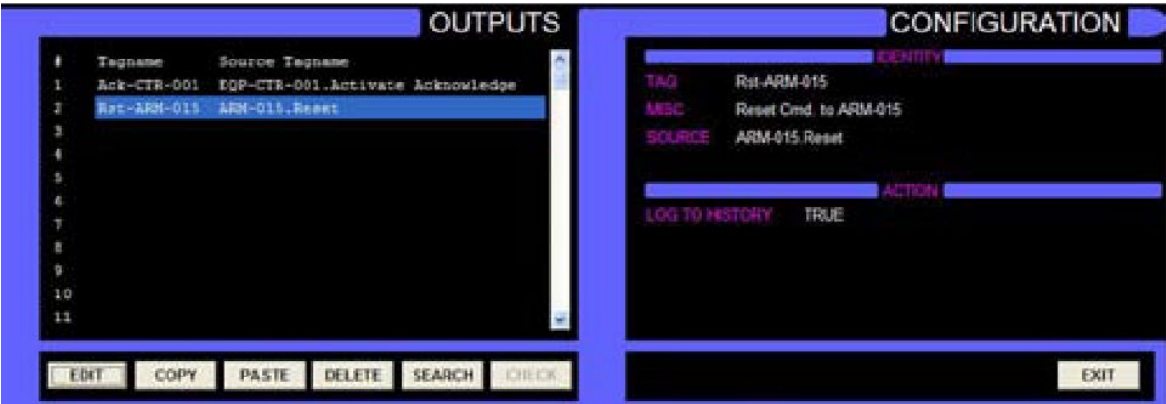 OUTPUTS
# Tagname Source Tagname
1 Ack-CTR-001 EQP-CTR-001.Activate Acknowledge
2 Rst-ARM-015 ARM-015.Reset
3
4
5
6
7
8
9
10
11
EDIT COPY PASTE DELETE SEARCH CHECK
CONFIGURATION
IDENTITY
TAG Rst-ARM-015
MISC Reset Cmd. to ARM-015
SOURCE ARM-015.Reset
ACTION
LOG TO HISTORY TRUE
EXIT